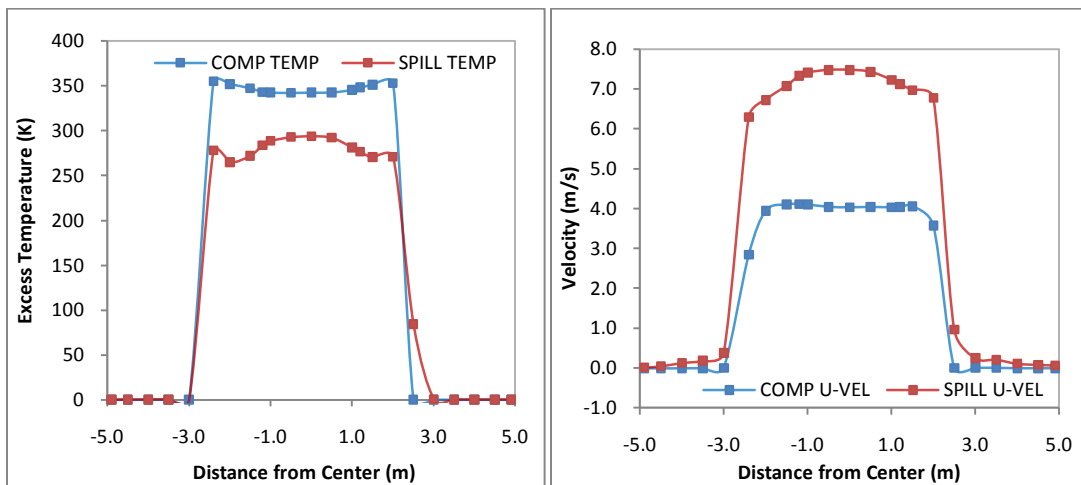 400
350
300
250
200
150
100
50
0
Excess Temperature (K)
COMP TEMP SPILL TEMP
-5.0 -3.0 -1.0 1.0 3.0 5.0
Distance from Center (m)
8.0
7.0
6.0
5.0
4.0
3.0
2.0
1.0
0.0
-1.0
Velocity (m/s)
COMP U-VEL SPILL U-VEL
-5.0 -3.0 -1.0 1.0 3.0 5.0
Distance from Center (m)